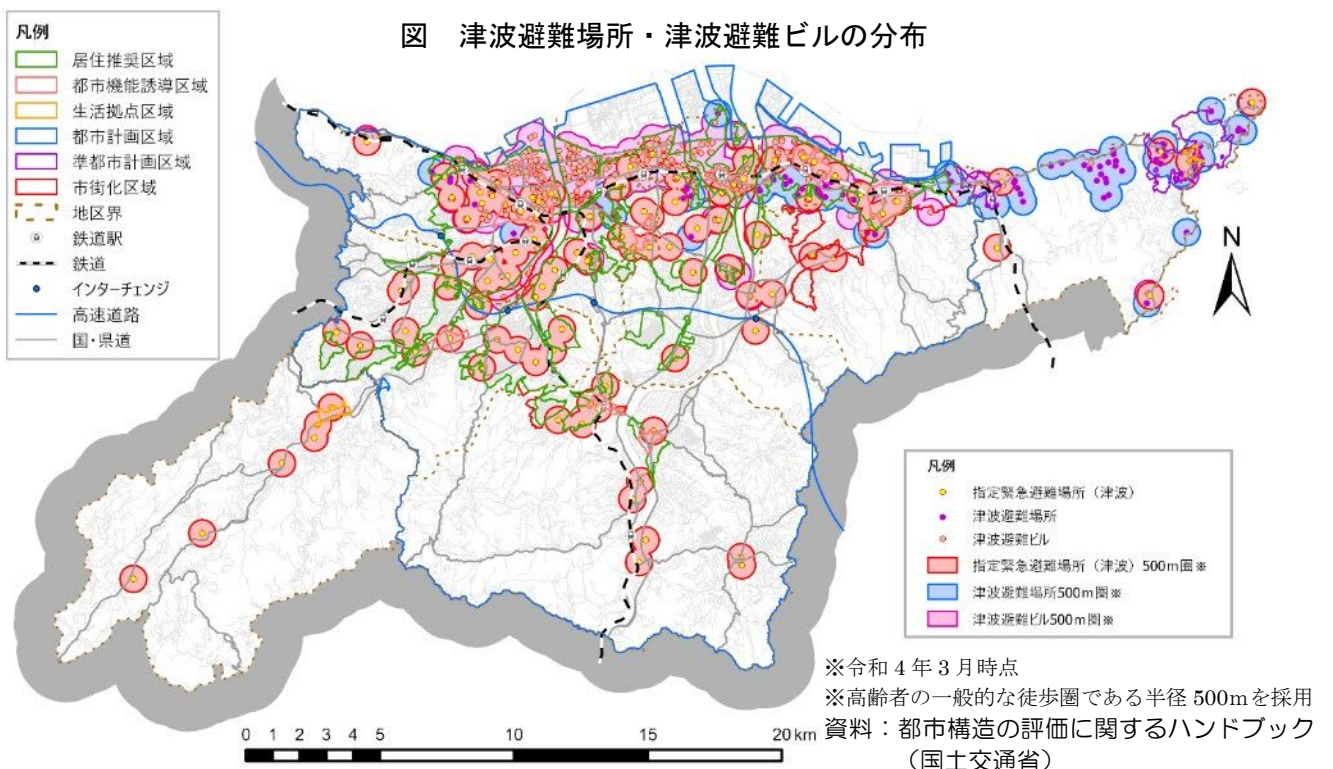 図 津波避難場所・津波避難ビルの分布
凡例
居住推奨区域
都市機能誘導区域
生活拠点区域
都市計画区域
準都市計画区域
市街化区域
地区界
鉄道駅
鉄道
インターチェンジ
高速道路
国・県道
N
凡例
指定緊急避難場所（津波）
津波避難場所
津波避難ビル
指定緊急避難場所（津波）500m圏※
津波避難場所500m圏※
津波避難ビル500m圏※
※令和4年3月時点
※高齢者の一般的な徒歩圏である半径500mを採用
資料：都市構造の評価に関するハンドブック
（国土交通省）
0 1 2 3 4 5 10 15 20 km